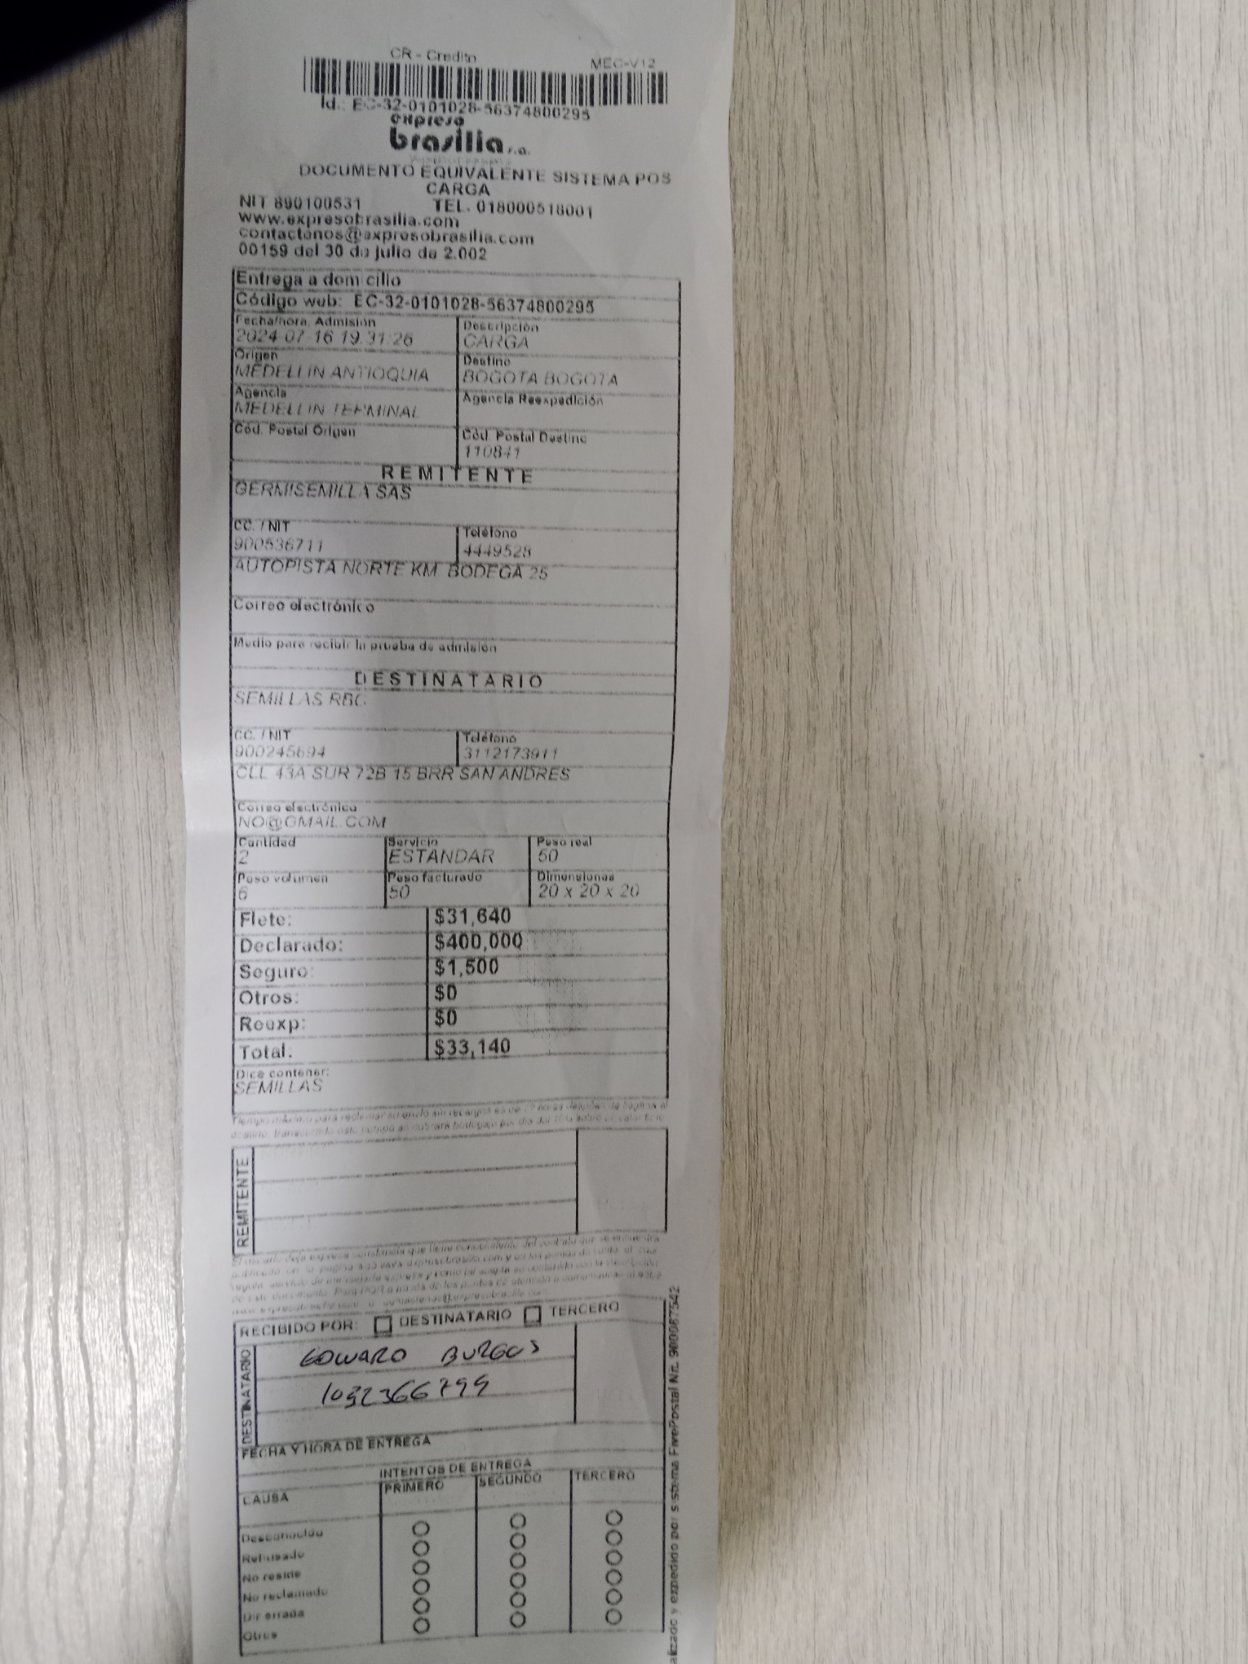 CR - Credito MEC-V12
Id.: EC-32-0101028-56374800295
expreso
brasilia s.a.
DOCUMENTO EQUIVALENTE SISTEMA POS
CARGA
NIT 890100531 TEL. 018000518001
www.expresobrasilia.com
contactenos@expresobrasilia.com
00159 del 30 de julio de 2.002
Entrega a domicilio
Código web: EC-32-0101028-56374800295
Fecha/hora. Admisión Descripción
2024-07-16 19:31:26 CARGA
Origen Destino
MEDELLIN ANTIOQUIA BOGOTA BOGOTA
Agencia Agencia Reexpedición
MEDELLIN TERMINAL
Cód. Postal Origen Cód. Postal Destino
110841
REMITENTE
GERMISEMILLA SAS
CC. / NIT Teléfono
900536711 4449528
AUTOPISTA NORTE KM. BODEGA 25
Correo electrónico
Medio para recibir la prueba de admisión
DESTINATARIO
SEMILLAS RBC
CC. / NIT Teléfono
900245694 3112173911
CLL 43A SUR 72B 15 BRR SAN ANDRES
Correo electrónico
NO@GMAIL.COM
Cantidad Servicio Peso real
2 ESTANDAR 50
Peso volumen Peso facturado Dimensiones
6 50 20 x 20 x 20
Flete: $31,640
Declarado: $400,000
Seguro: $1,500
Otros: $0
Reexp: $0
Total: $33,140
Dice contener:
SEMILLAS
REMITENTE
RECIBIDO POR: DESTINATARIO TERCERO
DESTINATARIO
EDWARD BURGOS
1032366799
FECHA Y HORA DE ENTREGA
INTENTOS DE ENTREGA
CAUSA PRIMERO SEGUNDO TERCERO
Desconocido
Rehusado
No reside
No reclamado
Dir errada
Otros
alizado y expedido por sistema FivePostal Nit. 900087542